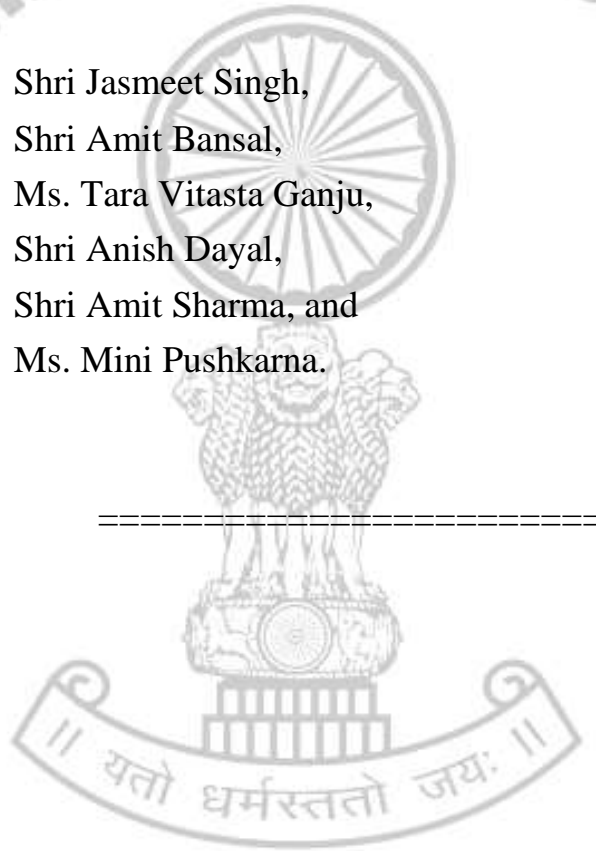 Shri Jasmeet Singh,
Shri Amit Bansal,
Ms. Tara Vitasta Ganju,
Shri Anish Dayal,
Shri Amit Sharma, and
Ms. Mini Pushkarna.
=========================
॥ यतो धर्मस्ततो जयः ॥